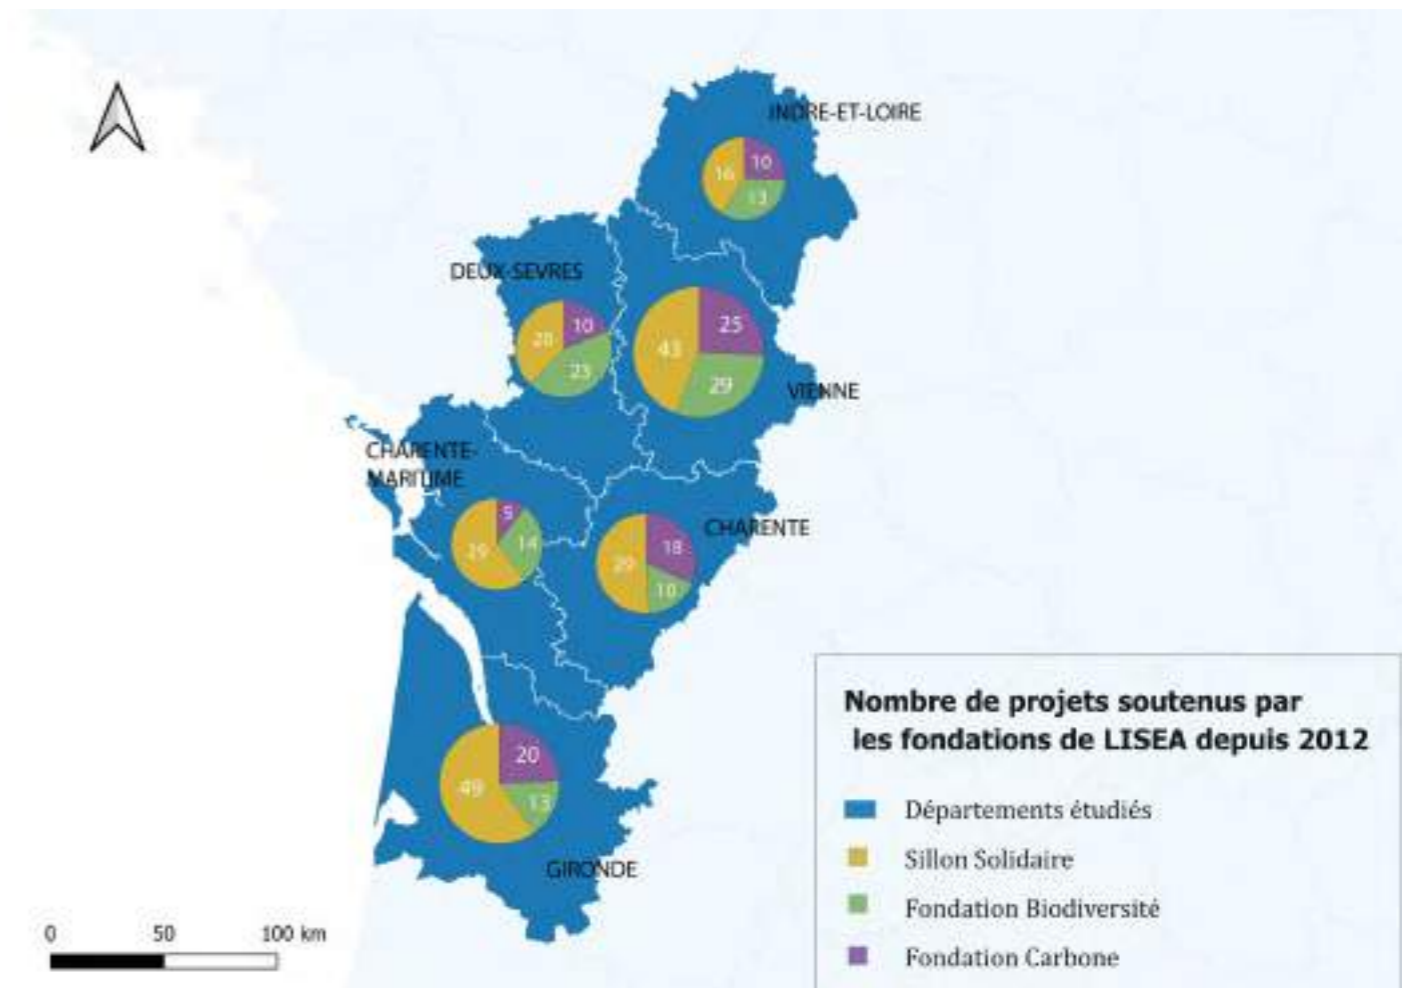 INDRE-ET-LOIRE
16
10
13
DEUX-SEVRES
10
23
43
25
29
VIENNE
CHARENTE-
MARITIME
5
14
29
CHARENTE
18
29
10
20
49
13
GIRONDE
Nombre de projets soutenus par
les fondations de LISEA depuis 2012
Départements étudiés
Sillon Solidaire
Fondation Biodiversité
Fondation Carbone
0 50 100 km